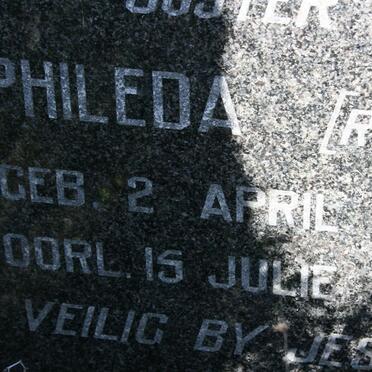 PHILEDA [R
GEB. 2 APRIL
OORL. 15 JULIE
VEILIG BY JES